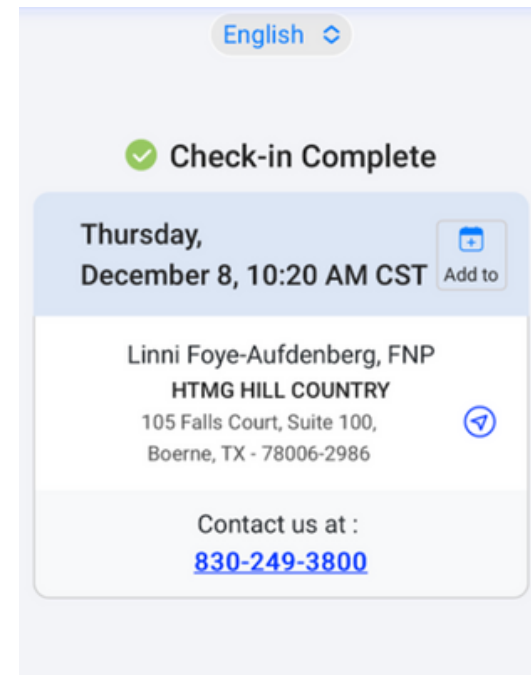 English
Check-in Complete
Thursday,
December 8, 10:20 AM CST
Add to
Linni Foye-Aufdenberg, FNP
HTMG HILL COUNTRY
105 Falls Court, Suite 100,
Boerne, TX - 78006-2986
Contact us at :
830-249-3800